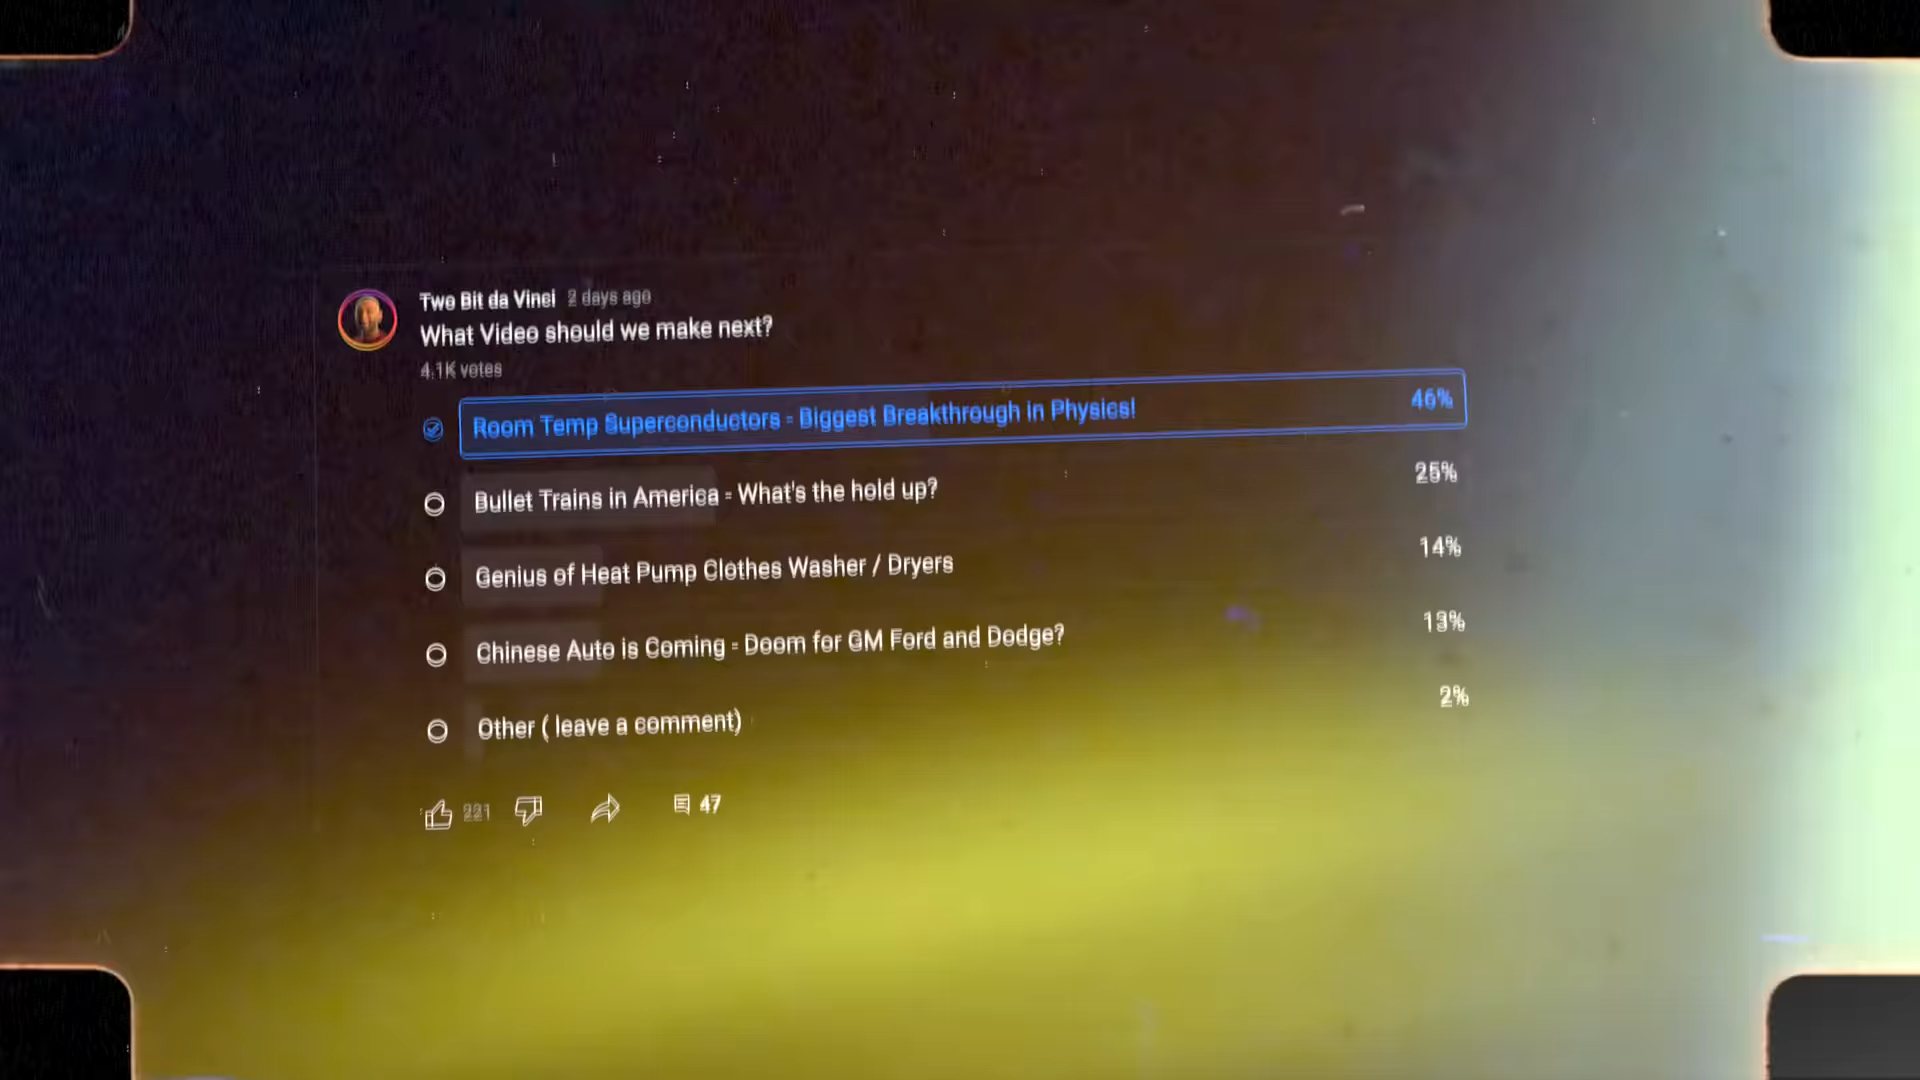 Two Bit da Vinci 2 days ago
What Video should we make next?
4.1K votes
Room Temp Superconductors - Biggest Breakthrough in Physics! 46%
Bullet Trains in America - What's the hold up? 25%
Genius of Heat Pump Clothes Washer / Dryers 14%
Chinese Auto is Coming - Doom for GM Ford and Dodge? 13%
Other ( leave a comment) 2%
221 47